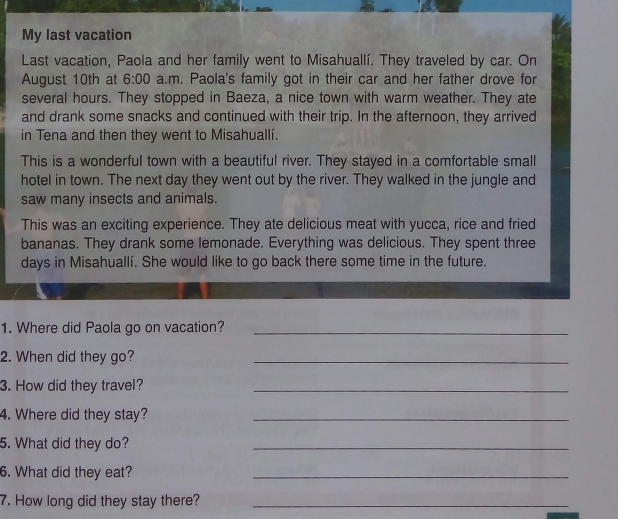 My last vacation
Last vacation, Paola and her family went to Misahuallí. They traveled by car. On
August 10th at 6:00 a.m. Paola's family got in their car and her father drove for
several hours. They stopped in Baeza, a nice town with warm weather. They ate
and drank some snacks and continued with their trip. In the afternoon, they arrived
in Tena and then they went to Misahuallí.
This is a wonderful town with a beautiful river. They stayed in a comfortable small
hotel in town. The next day they went out by the river. They walked in the jungle and
saw many insects and animals.
This was an exciting experience. They ate delicious meat with yucca, rice and fried
bananas. They drank some lemonade. Everything was delicious. They spent three
days in Misahuallí. She would like to go back there some time in the future.
1. Where did Paola go on vacation?
2. When did they go?
3. How did they travel?
4. Where did they stay?
5. What did they do?
6. What did they eat?
7. How long did they stay there?